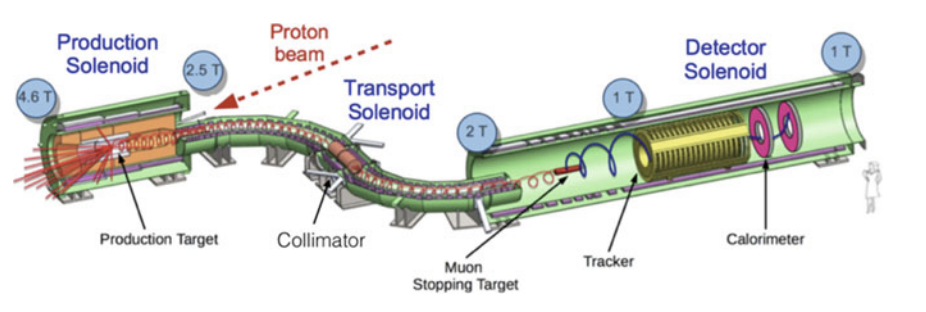 Production
Solenoid
Proton
beam
Transport
Solenoid
Detector
Solenoid
4.6 T
2.5 T
2 T
1 T
1 T
Production Target
Collimator
Muon
Stopping Target
Tracker
Calorimeter